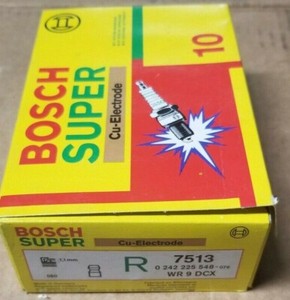 BOSCH
SUPER
Cu-Electrode
10
BOSCH
SUPER
Cu-Electrode
R
7513
0 242 225 548
WR 9 DCX